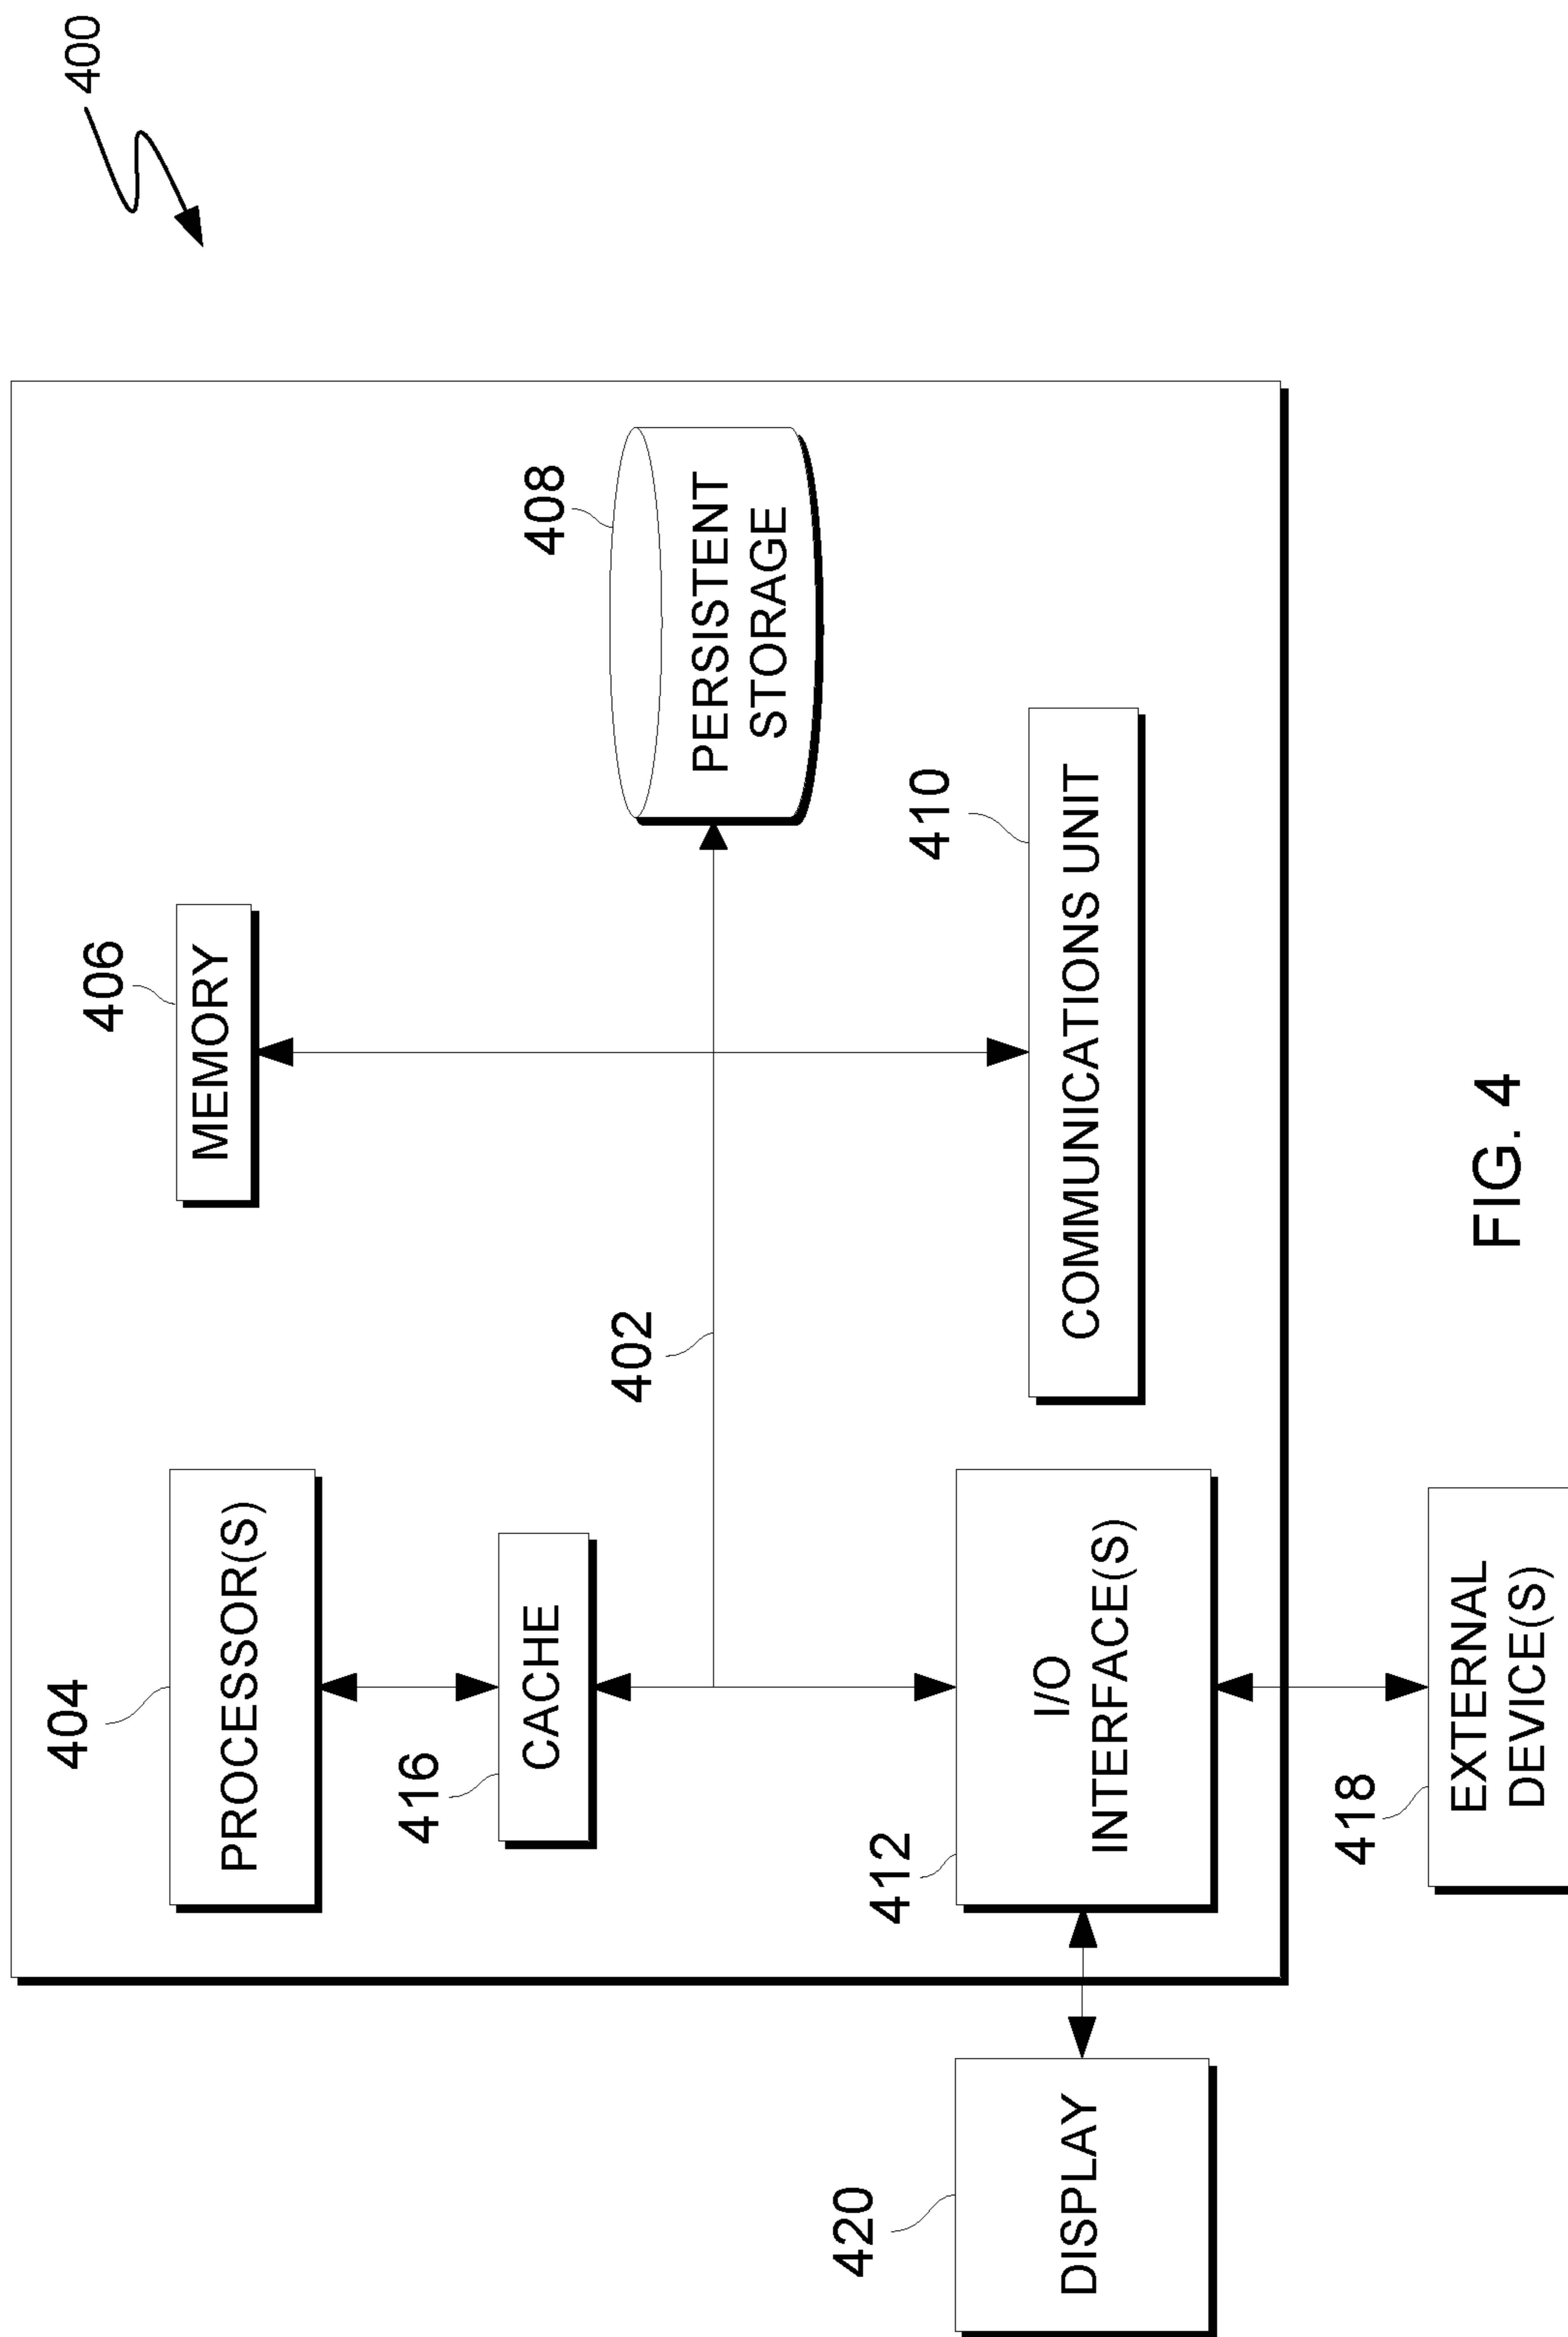 400
404
PROCESSOR(S)
406
MEMORY
416
CACHE
402
408
PERSISTENT
STORAGE
420
DISPLAY
412
I/O
INTERFACE(S)
410
COMMUNICATIONS UNIT
418
EXTERNAL
DEVICE(S)
FIG. 4